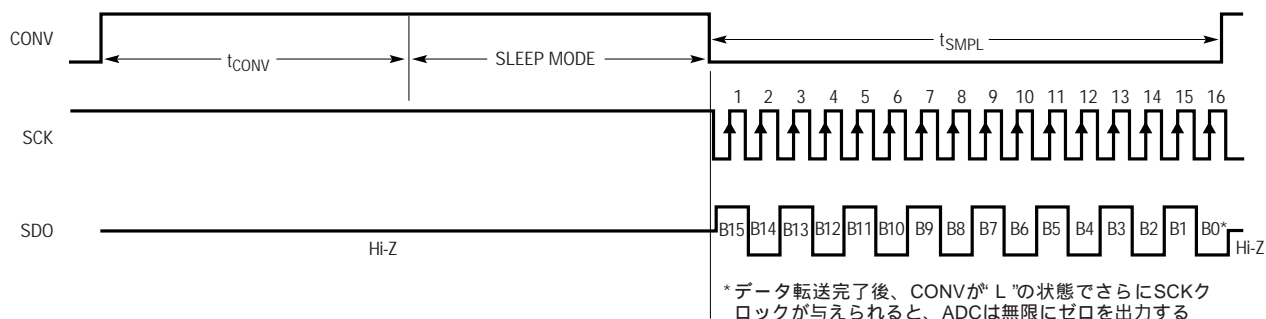 CONV
tCONV
SLEEP MODE
tSMPL
1 2 3 4 5 6 7 8 9 10 11 12 13 14 15 16
SCK
SDO
B15 B14 B13 B12 B11 B10 B9 B8 B7 B6 B5 B4 B3 B2 B1 B0*
Hi-Z
Hi-Z
*データ転送完了後、CONVが“L”の状態でさらにSCKク
ロックが与えられると、ADCは無限にゼロを出力する